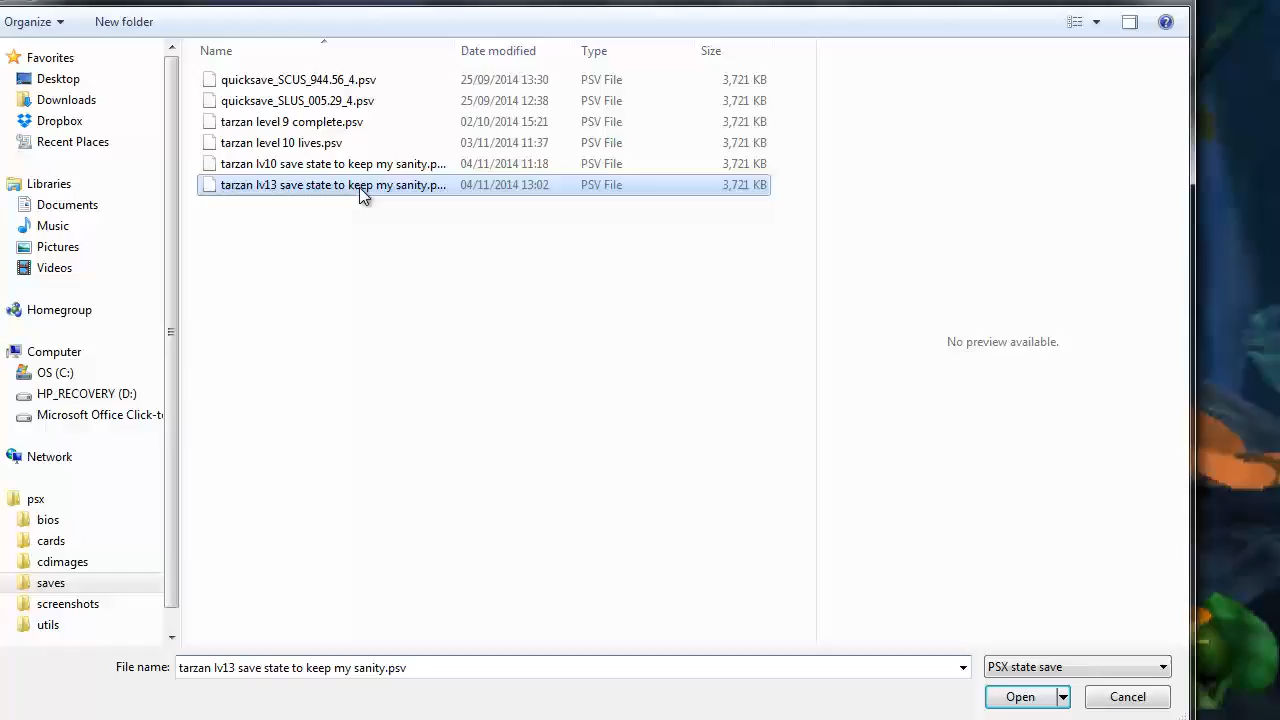 Organize New folder
Name Date modified Type Size
Favorites
Desktop
Downloads
Dropbox
Recent Places
Libraries
Documents
Music
Pictures
Videos
Homegroup
Computer
OS (C:)
HP_RECOVERY (D:)
Microsoft Office Click-t
Network
psx
bios
cards
cdimages
saves
screenshots
utils
quicksave_SCUS_944.56_4.psv 25/09/2014 13:30 PSV File 3,721 KB
quicksave_SLUS_005.29_4.psv 25/09/2014 12:38 PSV File 3,721 KB
tarzan level 9 complete.psv 02/10/2014 15:21 PSV File 3,721 KB
tarzan level 10 lives.psv 03/11/2014 11:37 PSV File 3,721 KB
tarzan lv10 save state to keep my sanity.p... 04/11/2014 11:18 PSV File 3,721 KB
tarzan lv13 save state to keep my sanity.p... 04/11/2014 13:02 PSV File 3,721 KB
No preview available.
File name: tarzan lv13 save state to keep my sanity.psv PSX state save
Open Cancel